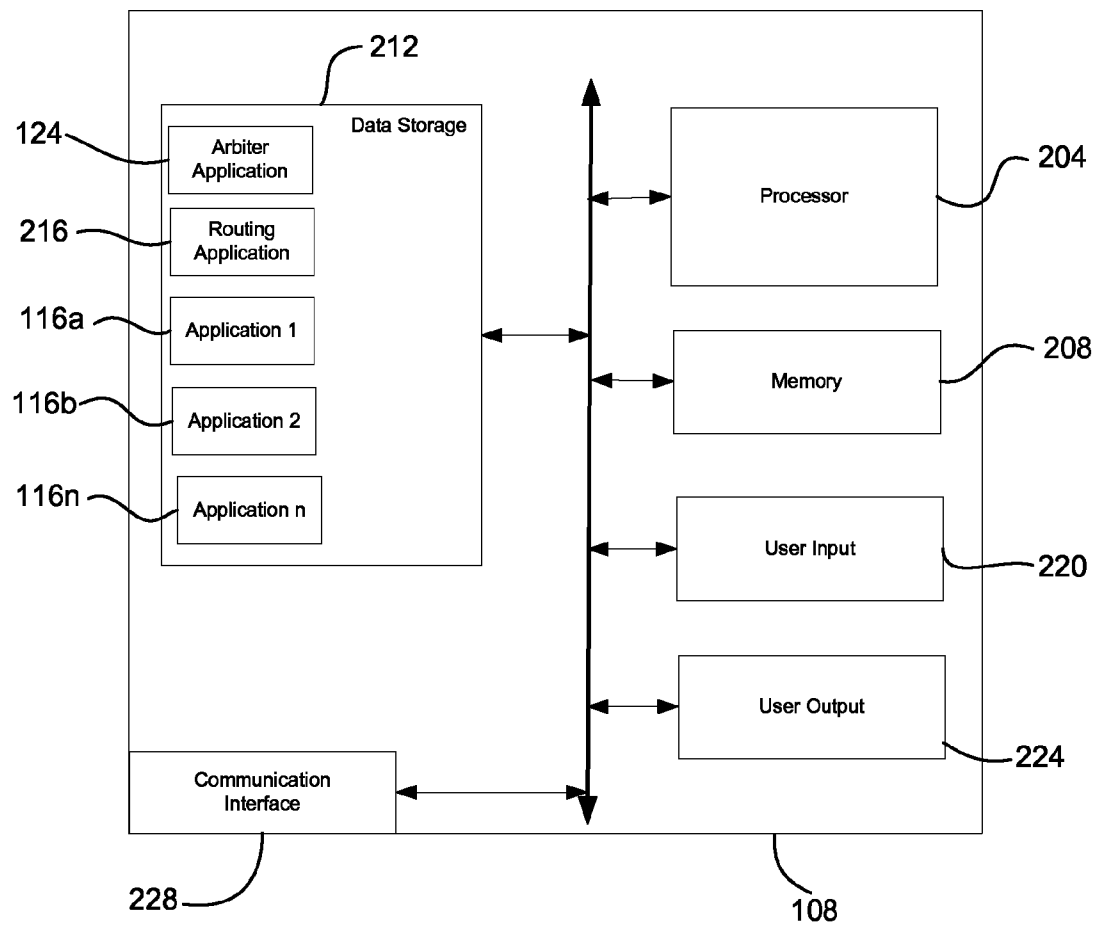 212
Data Storage
124
Arbiter
Application
216
Routing
Application
116a
Application 1
116b
Application 2
116n
Application n
Processor
204
Memory
208
User Input
220
User Output
224
Communication
Interface
228
108